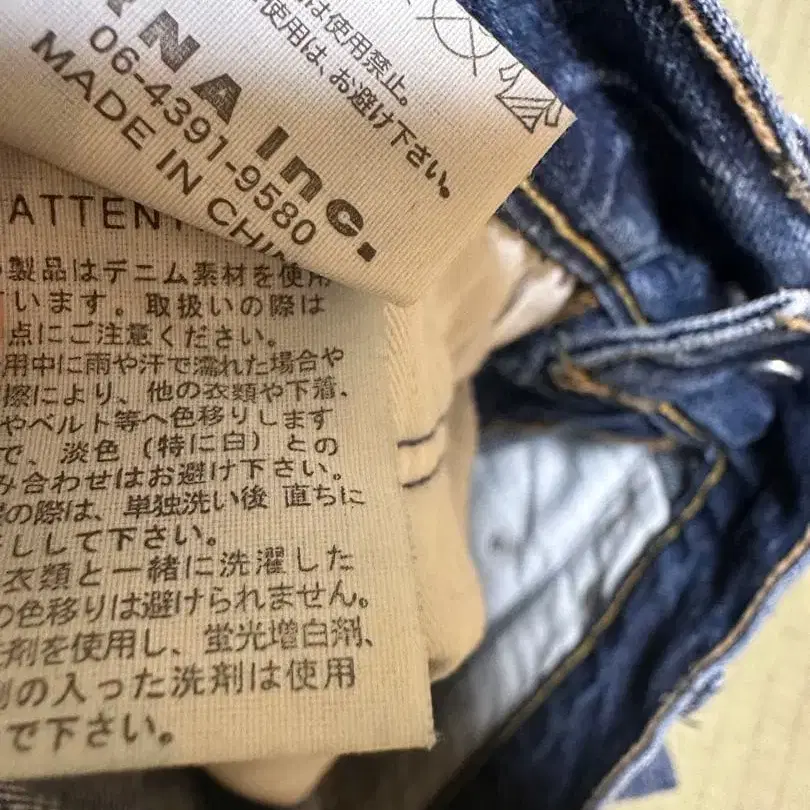 は使用禁止。
使用は、お避け下さい。
RNA Inc.
06-4391-9580
MADE IN CHI
ATTENT
製品はデニム素材を使用
います。取扱いの際は
点にご注意ください。
用中に雨や汗で濡れた場合や
擦により、他の衣類や下着、
やベルト等へ色移りします
で、淡色（特に白）との
み合わせはお避け下さい。
の際は、単独洗い後 直ちに
しして下さい。
衣類と一緒に洗濯した
の色移りは避けられません。
剤を使用し、蛍光増白剤、
剤の入った洗剤は使用
で下さい。